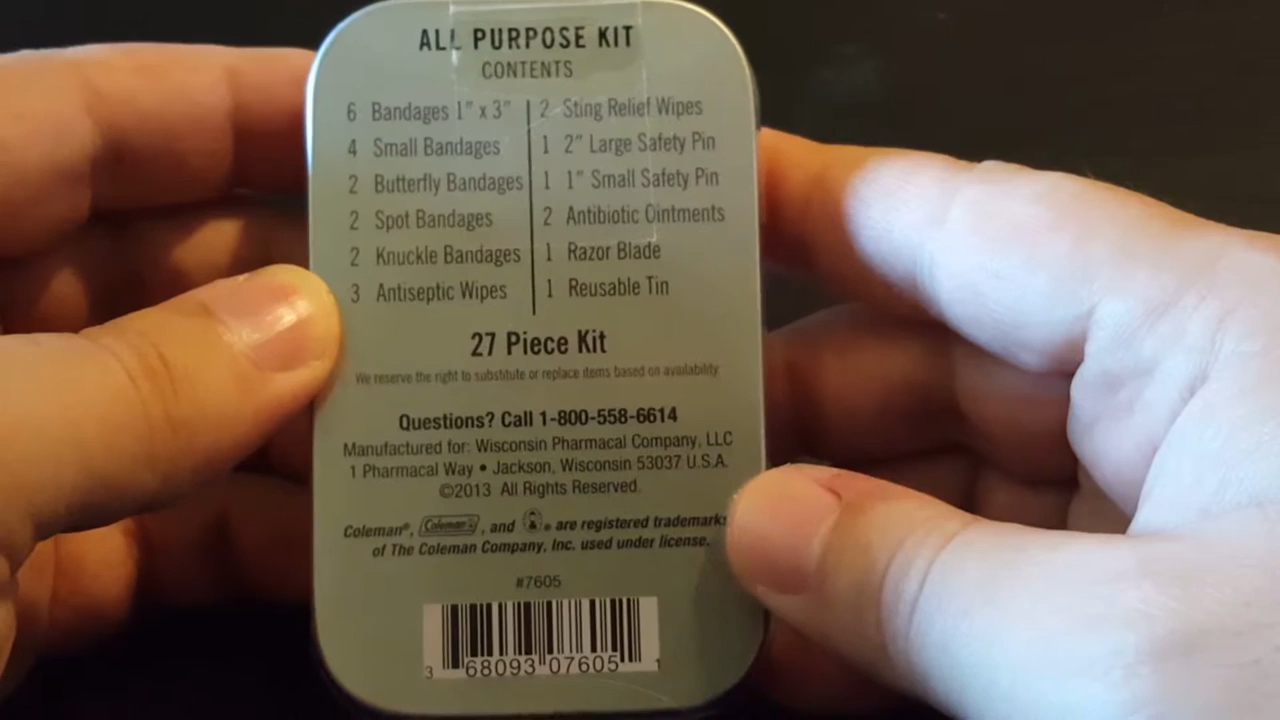 ALL PURPOSE KIT
CONTENTS
6 Bandages 1" x 3"
4 Small Bandages
2 Butterfly Bandages
2 Spot Bandages
2 Knuckle Bandages
3 Antiseptic Wipes
2 Sting Relief Wipes
1 2" Large Safety Pin
1 1" Small Safety Pin
2 Antibiotic Ointments
1 Razor Blade
1 Reusable Tin
27 Piece Kit
We reserve the right to substitute or replace items based on availability.
Questions? Call 1-800-558-6614
Manufactured for: Wisconsin Pharmacal Company, LLC
1 Pharmacal Way • Jackson, Wisconsin 53037 U.S.A.
©2013 All Rights Reserved.
Coleman®, Coleman®, and ® are registered trademarks
of The Coleman Company, Inc. used under license.
#7605
3 68093 07605 1